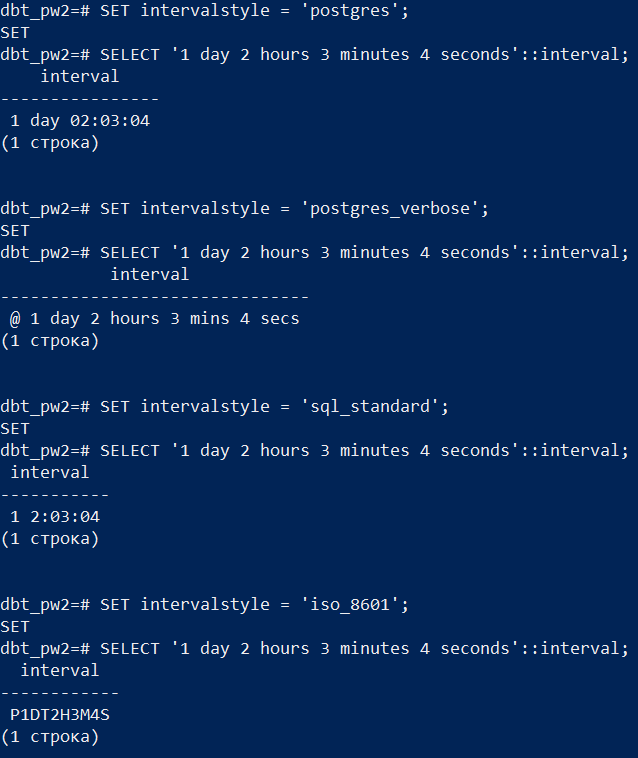 dbt_pw2=# SET intervalstyle = 'postgres';
SET
dbt_pw2=# SELECT '1 day 2 hours 3 minutes 4 seconds'::interval;
    interval
----------------
 1 day 02:03:04
(1 строка)
dbt_pw2=# SET intervalstyle = 'postgres_verbose';
SET
dbt_pw2=# SELECT '1 day 2 hours 3 minutes 4 seconds'::interval;
           interval
-------------------------------
 @ 1 day 2 hours 3 mins 4 secs
(1 строка)
dbt_pw2=# SET intervalstyle = 'sql_standard';
SET
dbt_pw2=# SELECT '1 day 2 hours 3 minutes 4 seconds'::interval;
 interval
-----------
 1 2:03:04
(1 строка)
dbt_pw2=# SET intervalstyle = 'iso_8601';
SET
dbt_pw2=# SELECT '1 day 2 hours 3 minutes 4 seconds'::interval;
  interval
------------
 P1DT2H3M4S
(1 строка)